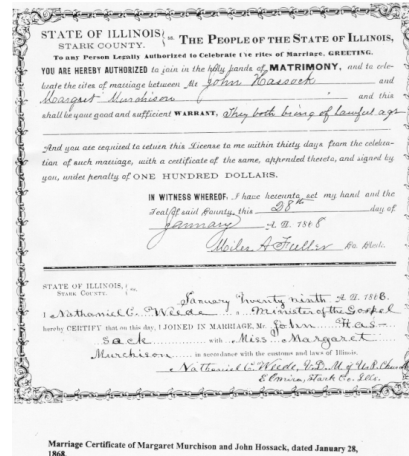 STATE OF ILLINOIS, } ss. THE PEOPLE OF THE STATE OF ILLINOIS,
STARK COUNTY.
To any Person Legally Authorized to Celebrate the rites of Marriage, GREETING.
YOU ARE HEREBY AUTHORIZED to join in the holy bands of MATRIMONY, and to cele-
brate the rites of marriage between Mr John Hassock and
Margret Murchison and this
shall be your good and sufficient WARRANT, They both being of lawful age
And you are required to return this License to me within thirty days from the celebra-
tion of such marriage, with a certificate of the same, appended thereto, and signed by
you, under penalty of ONE HUNDRED DOLLARS.
IN WITNESS WHEREOF, I have hereunto set my hand and the
Seal of said County, this 28th day of
January A. D. 1868
Miles A Fuller Co. Clerk.
STATE OF ILLINOIS, } ss.
STARK COUNTY. January Twenty ninth A. D. 1868.
I Nathaniel C. Weede a Minister of the Gospel
hereby CERTIFY that on this day, I JOINED IN MARRIAGE, Mr. John Has-
sack with Miss Margaret
Murchison in accordance with the customs and laws of Illinois.
Nathaniel C. Weede, V. D. M of U. P. Church
Elmira, Stark Co. Ills.
Marriage Certificate of Margaret Murchison and John Hossack, dated January 28,
1868.